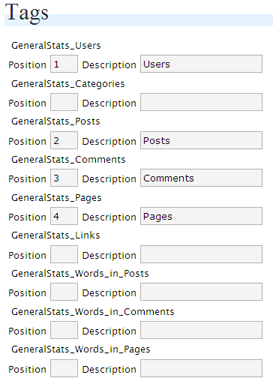 Tags
GeneralStats_Users
Position 1 Description Users
GeneralStats_Categories
Position Description
GeneralStats_Posts
Position 2 Description Posts
GeneralStats_Comments
Position 3 Description Comments
GeneralStats_Pages
Position 4 Description Pages
GeneralStats_Links
Position Description
GeneralStats_Words_in_Posts
Position Description
GeneralStats_Words_in_Comments
Position Description
GeneralStats_Words_in_Pages
Position Description